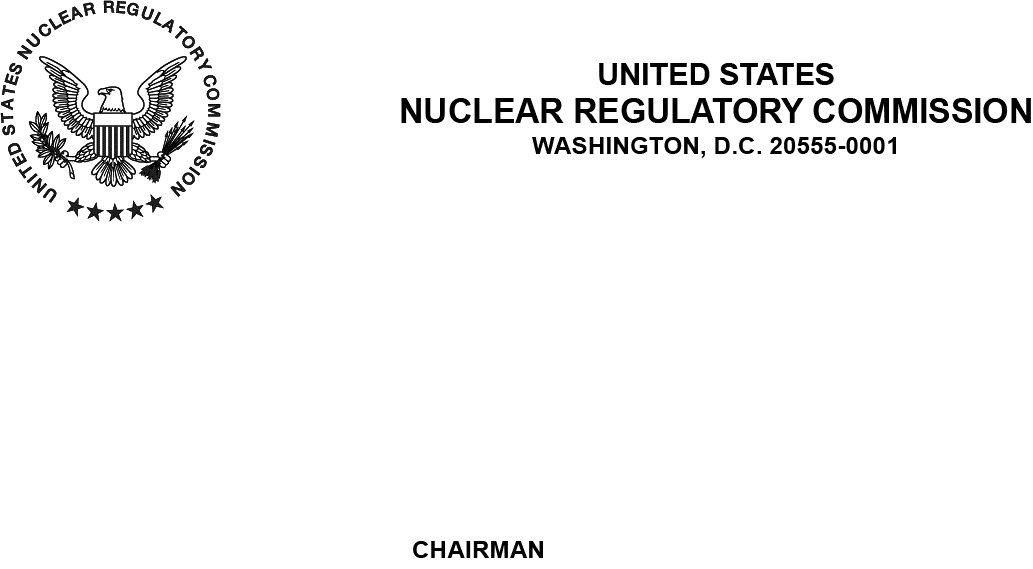 UNITED STATES NUCLEAR REGULATORY COMMISSION
UNITED STATES
NUCLEAR REGULATORY COMMISSION
WASHINGTON, D.C. 20555-0001
CHAIRMAN